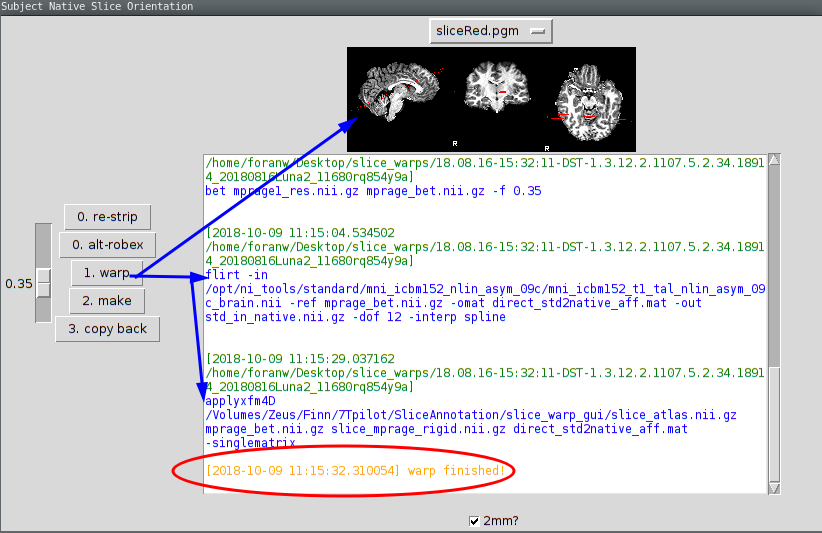 Subject Native Slice Orientation
sliceRed.pgm
R
R
/home/foranw/Desktop/slice_warps/18.08.16-15:32:11-DST-1.3.12.2.1107.5.2.34.1891
4_20180816Luna2_11680rq854y9a]
bet mprage1_res.nii.gz mprage_bet.nii.gz -f 0.35
[2018-10-09 11:15:04.534502
/home/foranw/Desktop/slice_warps/18.08.16-15:32:11-DST-1.3.12.2.1107.5.2.34.1891
4_20180816Luna2_11680rq854y9a]
flirt -in
/opt/ni_tools/standard/mni_icbm152_nlin_asym_09c/mni_icbm152_t1_tal_nlin_asym_09
c_brain.nii -ref mprage_bet.nii.gz -omat direct_std2native_aff.mat -out
std_in_native.nii.gz -dof 12 -interp spline
[2018-10-09 11:15:29.037162
/home/foranw/Desktop/slice_warps/18.08.16-15:32:11-DST-1.3.12.2.1107.5.2.34.1891
4_20180816Luna2_11680rq854y9a]
applyxfm4D
/Volumes/Zeus/Finn/7Tpilot/SliceAnnotation/slice_warp_gui/slice_atlas.nii.gz
mprage_bet.nii.gz slice_mprage_rigid.nii.gz direct_std2native_aff.mat
-singlematrix
[2018-10-09 11:15:32.310054] warp finished!
0.35
0. re-strip
0. alt-robex
1. warp
2. make
3. copy back
2mm?